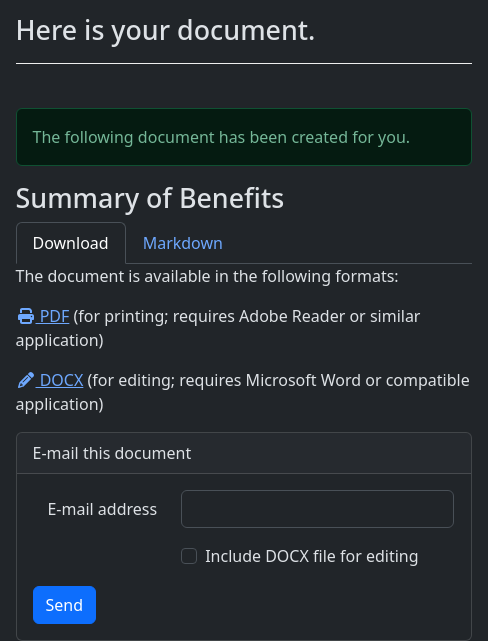 Here is your document.
The following document has been created for you.
Summary of Benefits
Download Markdown
The document is available in the following formats:
PDF (for printing; requires Adobe Reader or similar
application)
DOCX (for editing; requires Microsoft Word or compatible
application)
E-mail this document
E-mail address
Include DOCX file for editing
Send